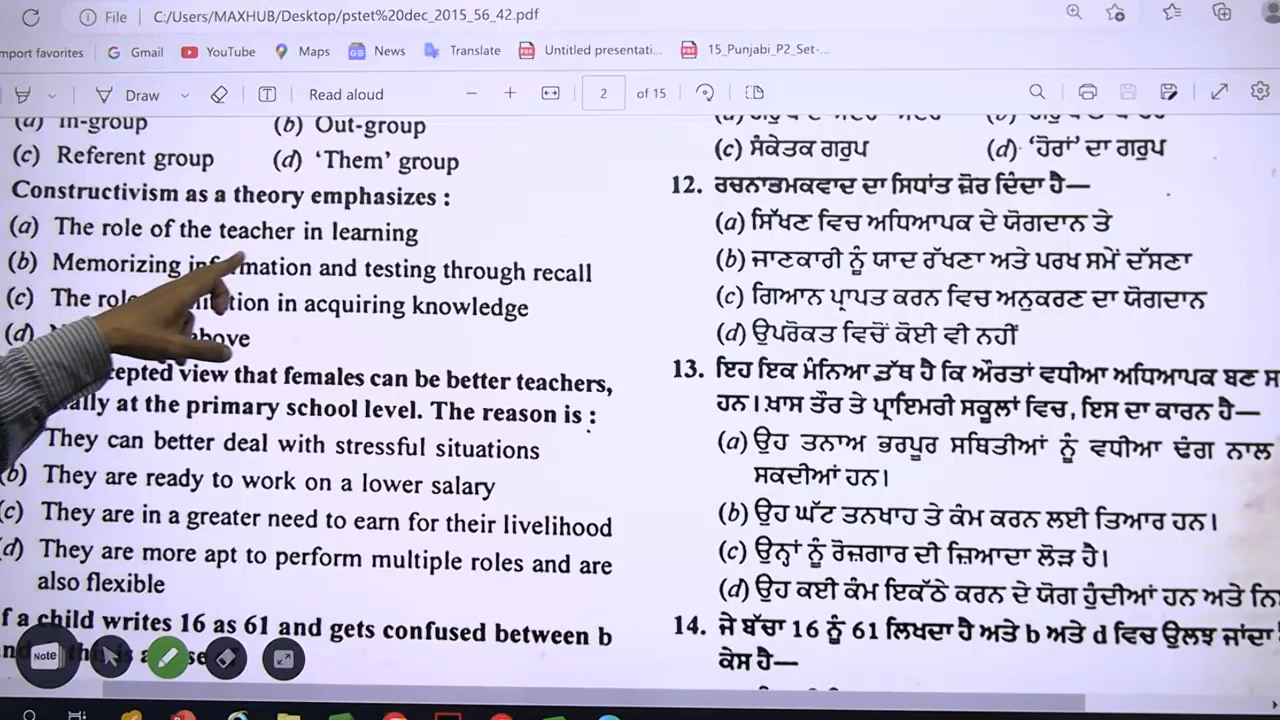 File C:/Users/MAXHUB/Desktop/pstet%20dec_2015_56_42.pdf
import favorites Gmail YouTube Maps News Translate Untitled presentati... 15_Punjabi_P2_Set-...
Draw Read aloud 2 of 15
(a) In-group (b) Out-group
(c) Referent group (d) 'Them' group
Constructivism as a theory emphasizes :
(a) The role of the teacher in learning
(b) Memorizing information and testing through recall
(c) The role in acquiring knowledge
(d) above
view that females can be better teachers,
at the primary school level. The reason is :
They can better deal with stressful situations
(b) They are ready to work on a lower salary
(c) They are in a greater need to earn for their livelihood
(d) They are more apt to perform multiple roles and are
also flexible
If a child writes 16 as 61 and gets confused between b
Note
(c) ਸੰਕੇਤਕ ਗਰੁਪ (d) 'ਹੋਰਾਂ' ਦਾ ਗਰੁਪ
12. ਰਚਨਾਤਮਕਵਾਦ ਦਾ ਸਿਧਾਂਤ ਜ਼ੋਰ ਦਿੰਦਾ ਹੈ—
(a) ਸਿੱਖਣ ਵਿਚ ਅਧਿਆਪਕ ਦੇ ਯੋਗਦਾਨ ਤੇ
(b) ਜਾਣਕਾਰੀ ਨੂੰ ਯਾਦ ਰੱਖਣਾ ਅਤੇ ਪਰਖ ਸਮੇਂ ਦੱਸਣਾ
(c) ਗਿਆਨ ਪ੍ਰਾਪਤ ਕਰਨ ਵਿਚ ਅਨੁਕਰਣ ਦਾ ਯੋਗਦਾਨ
(d) ਉਪਰੋਕਤ ਵਿਚੋਂ ਕੋਈ ਵੀ ਨਹੀਂ
13. ਇਹ ਇਕ ਮੰਨਿਆ ਤੱਥ ਹੈ ਕਿ ਔਰਤਾਂ ਵਧੀਆ ਅਧਿਆਪਕ ਬਣ ਸ
ਹਨ। ਖ਼ਾਸ ਤੌਰ ਤੇ ਪ੍ਰਾਇਮਰੀ ਸਕੂਲਾਂ ਵਿਚ, ਇਸ ਦਾ ਕਾਰਨ ਹੈ—
(a) ਉਹ ਤਨਾਅ ਭਰਪੂਰ ਸਥਿਤੀਆਂ ਨੂੰ ਵਧੀਆ ਢੰਗ ਨਾਲ
ਸਕਦੀਆਂ ਹਨ।
(b) ਉਹ ਘੱਟ ਤਨਖਾਹ ਤੇ ਕੰਮ ਕਰਨ ਲਈ ਤਿਆਰ ਹਨ।
(c) ਉਨ੍ਹਾਂ ਨੂੰ ਰੋਜ਼ਗਾਰ ਦੀ ਜ਼ਿਆਦਾ ਲੋੜ ਹੈ।
(d) ਉਹ ਕਈ ਕੰਮ ਇਕੱਠੇ ਕਰਨ ਦੇ ਯੋਗ ਹੁੰਦੀਆਂ ਹਨ ਅਤੇ
14. ਜੇ ਬੱਚਾ 16 ਨੂੰ 61 ਲਿਖਦਾ ਹੈ ਅਤੇ b ਅਤੇ d ਵਿਚ ਉਲਝ ਜਾਂਦਾ
ਕੇਸ ਹੈ—